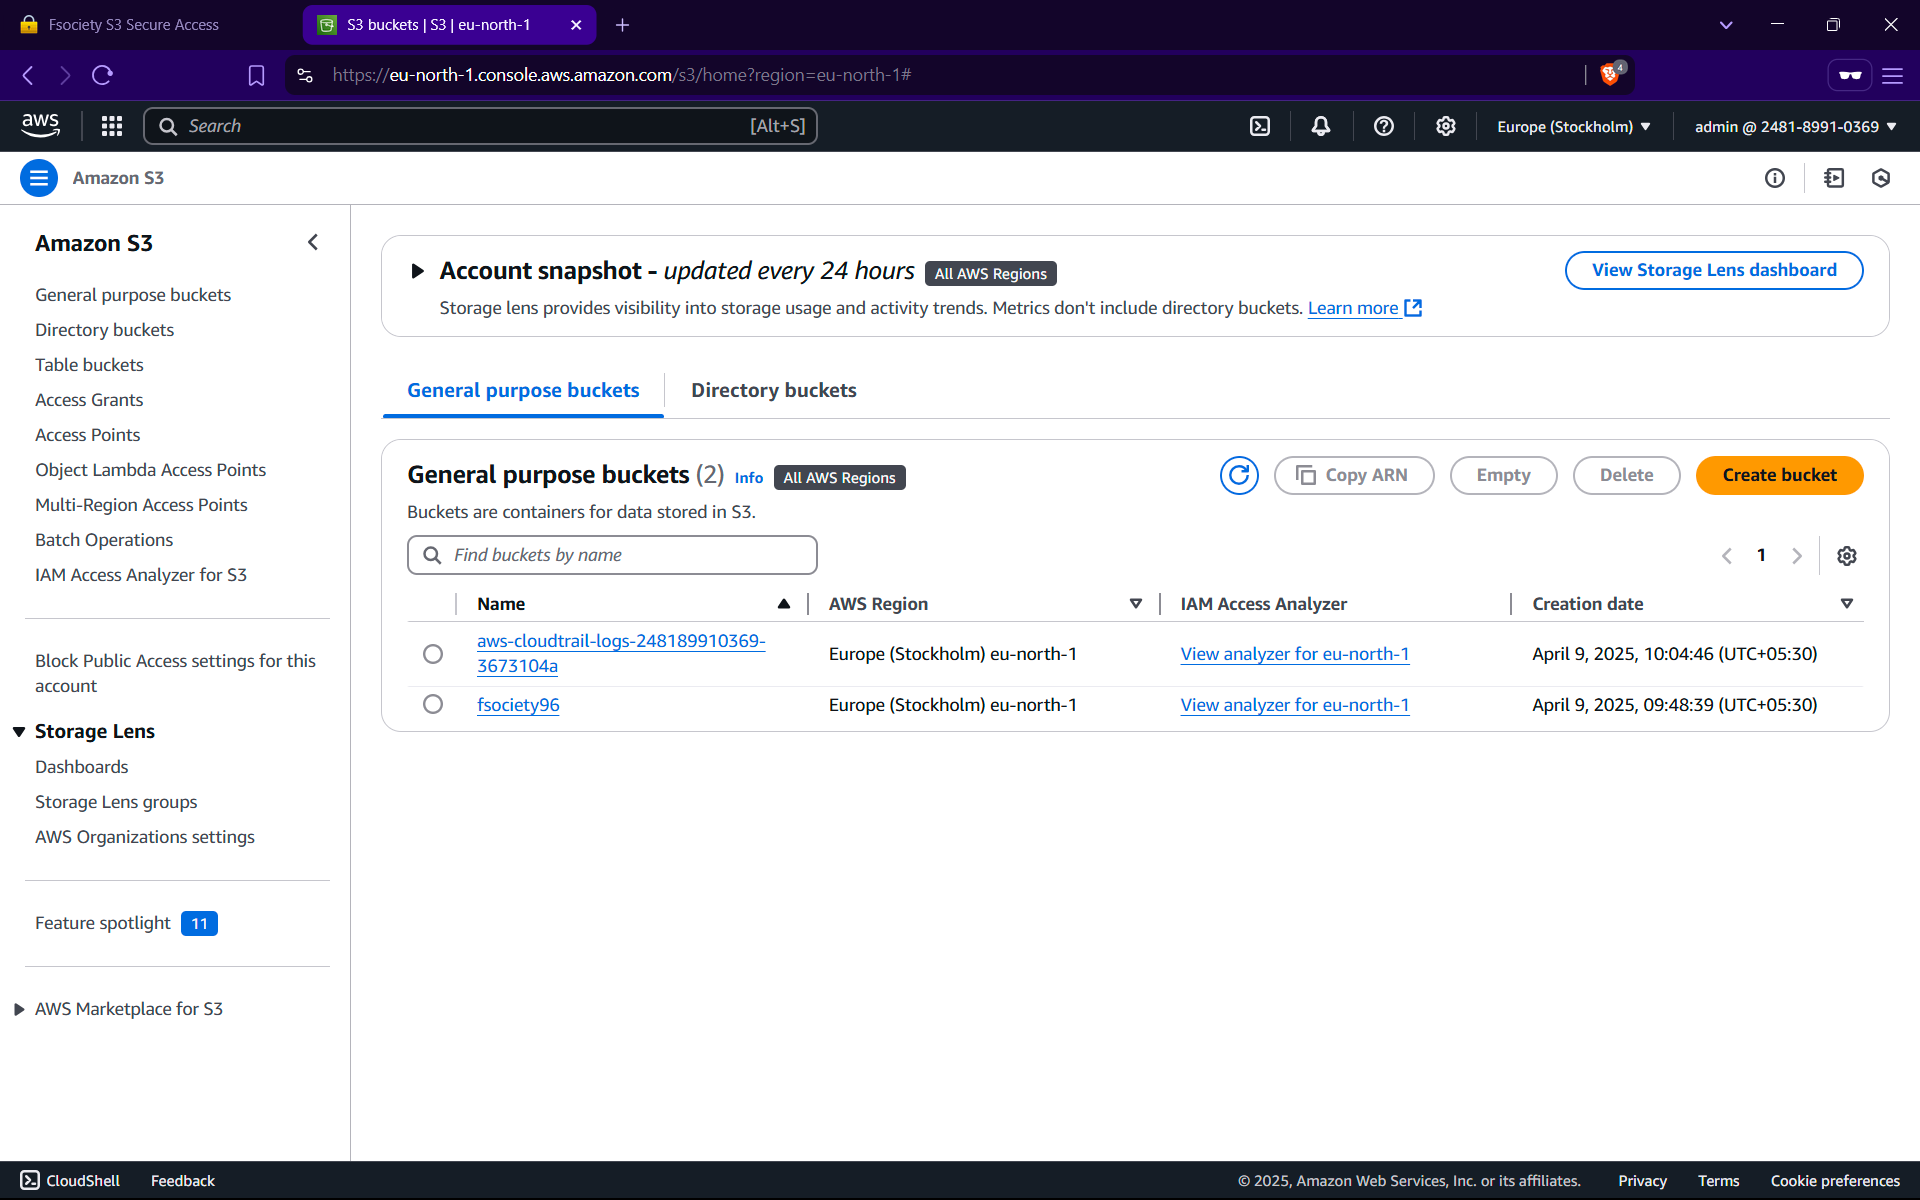 Fsociety S3 Secure Access
S3 buckets | S3 | eu-north-1
https://eu-north-1.console.aws.amazon.com/s3/home?region=eu-north-1#
4
aws
Search
[Alt+S]
Europe (Stockholm)
admin @ 2481-8991-0369
Amazon S3
Amazon S3
General purpose buckets
Directory buckets
Table buckets
Access Grants
Access Points
Object Lambda Access Points
Multi-Region Access Points
Batch Operations
IAM Access Analyzer for S3
Block Public Access settings for this
account
Storage Lens
Dashboards
Storage Lens groups
AWS Organizations settings
Feature spotlight 11
AWS Marketplace for S3
Account snapshot - updated every 24 hours All AWS Regions
View Storage Lens dashboard
Storage lens provides visibility into storage usage and activity trends. Metrics don't include directory buckets. Learn more
General purpose buckets
Directory buckets
General purpose buckets (2) Info All AWS Regions
Copy ARN
Empty
Delete
Create bucket
Buckets are containers for data stored in S3.
Find buckets by name
1
Name AWS Region IAM Access Analyzer Creation date
aws-cloudtrail-logs-248189910369-
3673104a
Europe (Stockholm) eu-north-1 View analyzer for eu-north-1 April 9, 2025, 10:04:46 (UTC+05:30)
fsociety96 Europe (Stockholm) eu-north-1 View analyzer for eu-north-1 April 9, 2025, 09:48:39 (UTC+05:30)
CloudShell Feedback
© 2025, Amazon Web Services, Inc. or its affiliates. Privacy Terms Cookie preferences